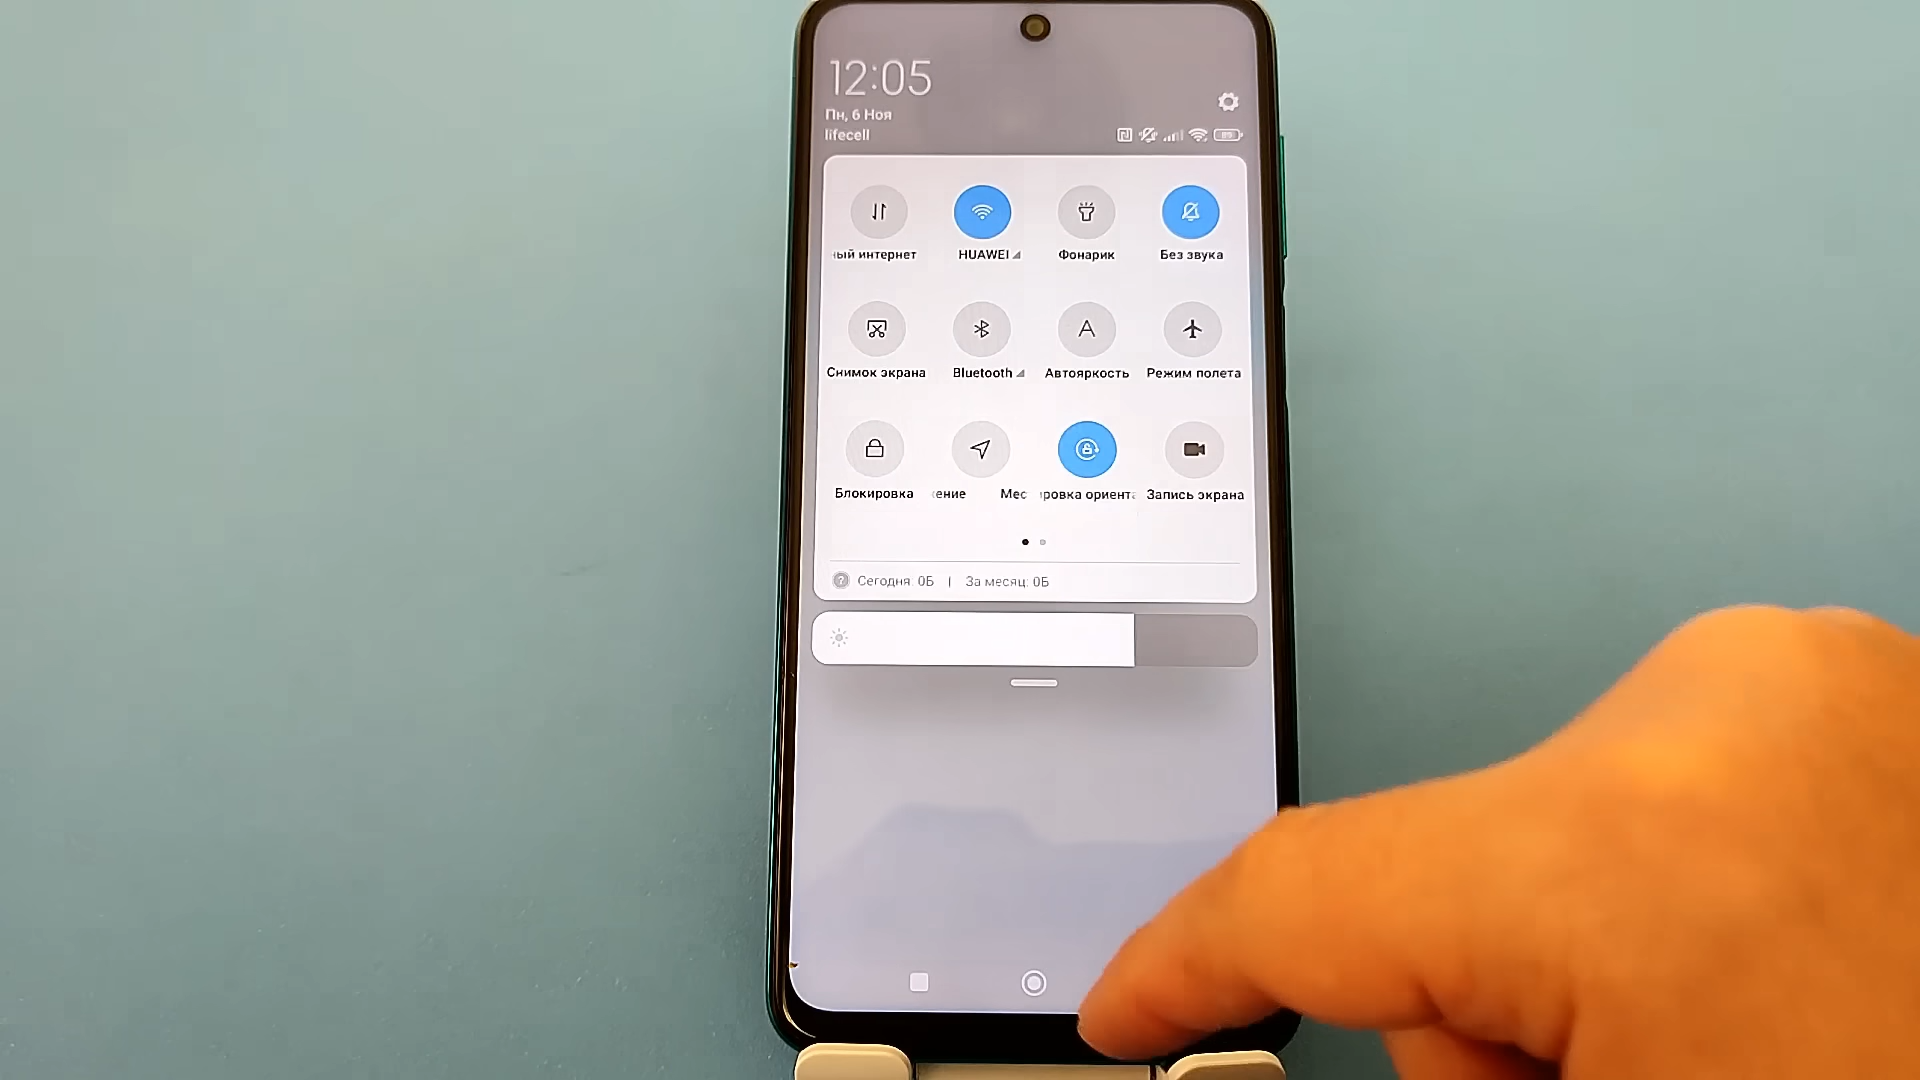 12:05
Пн, 6 Ноя
lifecell
ый интернет
HUAWEI
Фонарик
Без звука
Снимок экрана
Bluetooth
Автояркость
Режим полета
Блокировка
ение Мес
ировка ориента
Запись экрана
Сегодня: 0Б | За месяц: 0Б